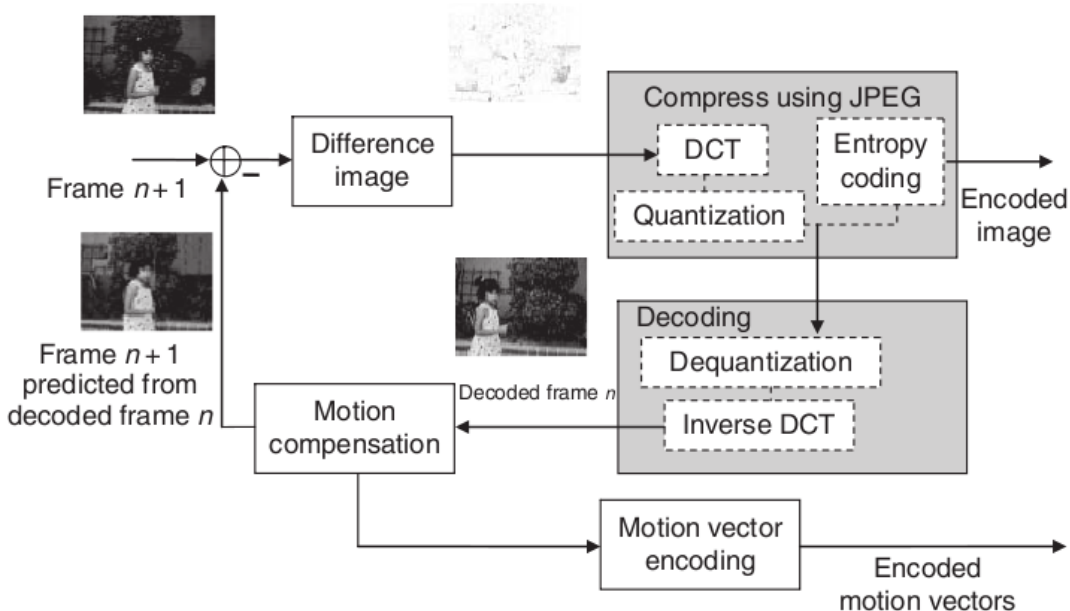 Compress using JPEG
Difference
image
DCT
Entropy
coding
Frame n + 1
–
Quantization
Encoded
image
Decoding
Dequantization
Frame n + 1
predicted from
decoded frame n
Motion
compensation
Decoded frame n
Inverse DCT
Motion vector
encoding
Encoded
motion vectors